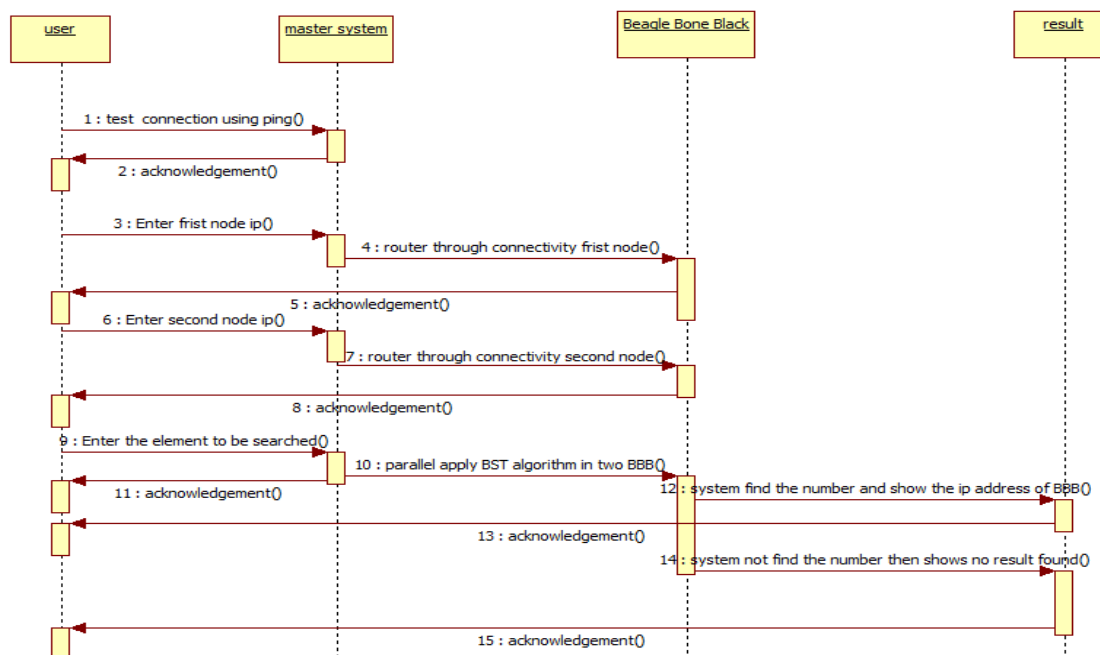 user
master system
Beagle Bone Black
result
1 : test connection using ping()
2 : acknowledgement()
3 : Enter frist node ip()
4 : router through connectivity frist node()
5 : acknowledgement()
6 : Enter second node ip()
7 : router through connectivity second node()
8 : acknowledgement()
9 : Enter the element to be searched()
10 : parallel apply BST algorithm in two BBB()
11 : acknowledgement()
12 : system find the number and show the ip address of BBB()
13 : acknowledgement()
14 : system not find the number then shows no result found()
15 : acknowledgement()